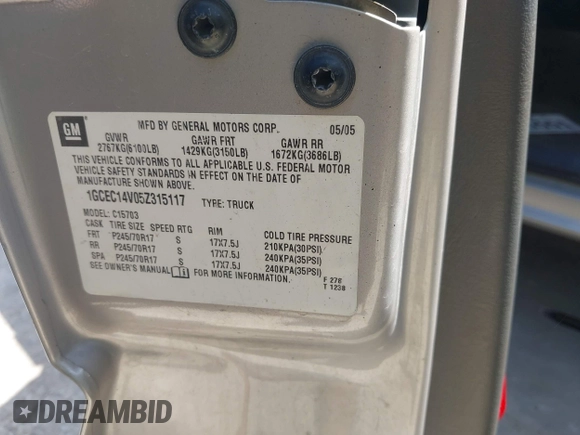 GM
MFD BY GENERAL MOTORS CORP. 05/05
GVWR GAWR FRT GAWR RR
2767KG(6100LB) 1429KG(3150LB) 1672KG(3686LB)
THIS VEHICLE CONFORMS TO ALL APPLICABLE U.S. FEDERAL MOTOR
VEHICLE SAFETY STANDARDS IN EFFECT ON THE DATE OF
MANUFACTURE SHOWN ABOVE.
1GCEC14V05Z315117 TYPE: TRUCK
MODEL: C15703
CASK TIRE SIZE SPEED RTG RIM COLD TIRE PRESSURE
FRT P245/70R17 S 17X7.5J 210KPA(30PSI)
RR P245/70R17 S 17X7.5J 240KPA(35PSI)
SPA P245/70R17 S 17X7.5J 240KPA(35PSI)
SEE OWNER'S MANUAL FOR MORE INFORMATION.
F 278
T 1238
DREAMBID